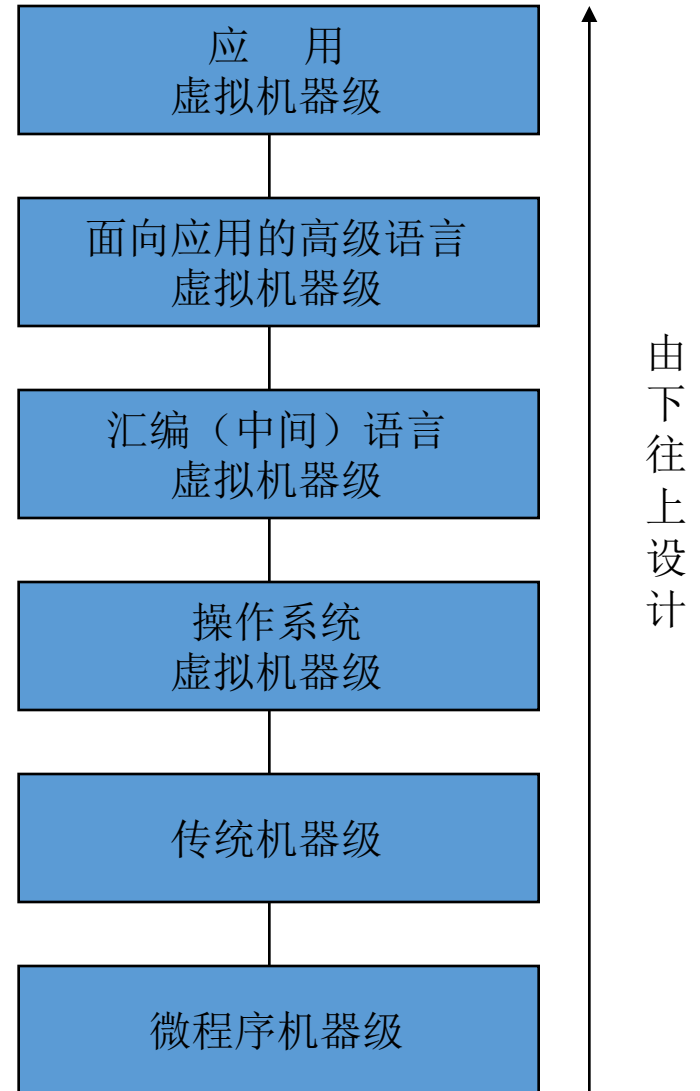 应 用
虚拟机器级
面向应用的高级语言
虚拟机器级
汇编（中间）语言
虚拟机器级
操作系统
虚拟机器级
传统机器级
微程序机器级
由下往上设计